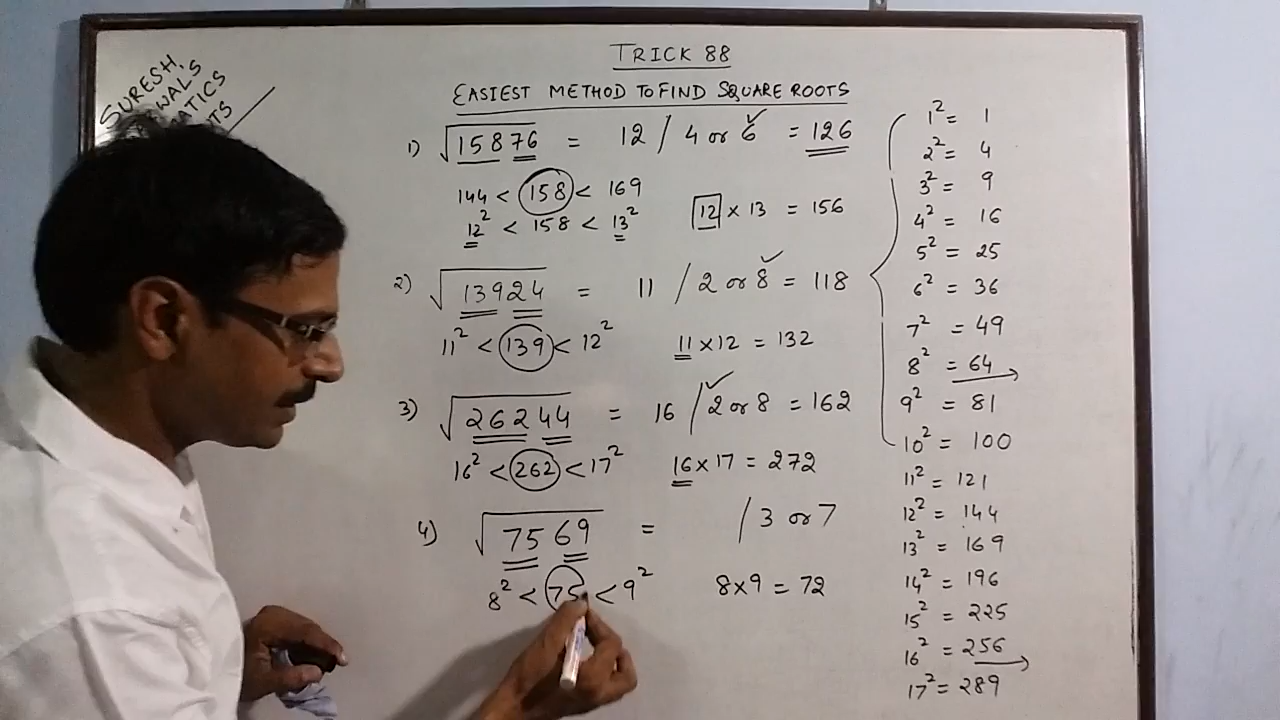 SURESH
TRICK 88
EASIEST METHOD TO FIND SQUARE ROOTS
1) √15876 = 12 / 4 or 6 ✓ = 126
144 < 158 < 169
12² < 158 < 13²
12 × 13 = 156
2) √13924 = 11 / 2 or 8 ✓ = 118
11² < 139 < 12²
11 × 12 = 132
3) √26244 = 16 / 2 ✓ or 8 = 162
16² < 262 < 17²
16 × 17 = 272
4) √7569 = / 3 or 7
8² < 75 < 9²
8 × 9 = 72
1² = 1
2² = 4
3² = 9
4² = 16
5² = 25
6² = 36
7² = 49
8² = 64
9² = 81
10² = 100
11² = 121
12² = 144
13² = 169
14² = 196
15² = 225
16² = 256
17² = 289